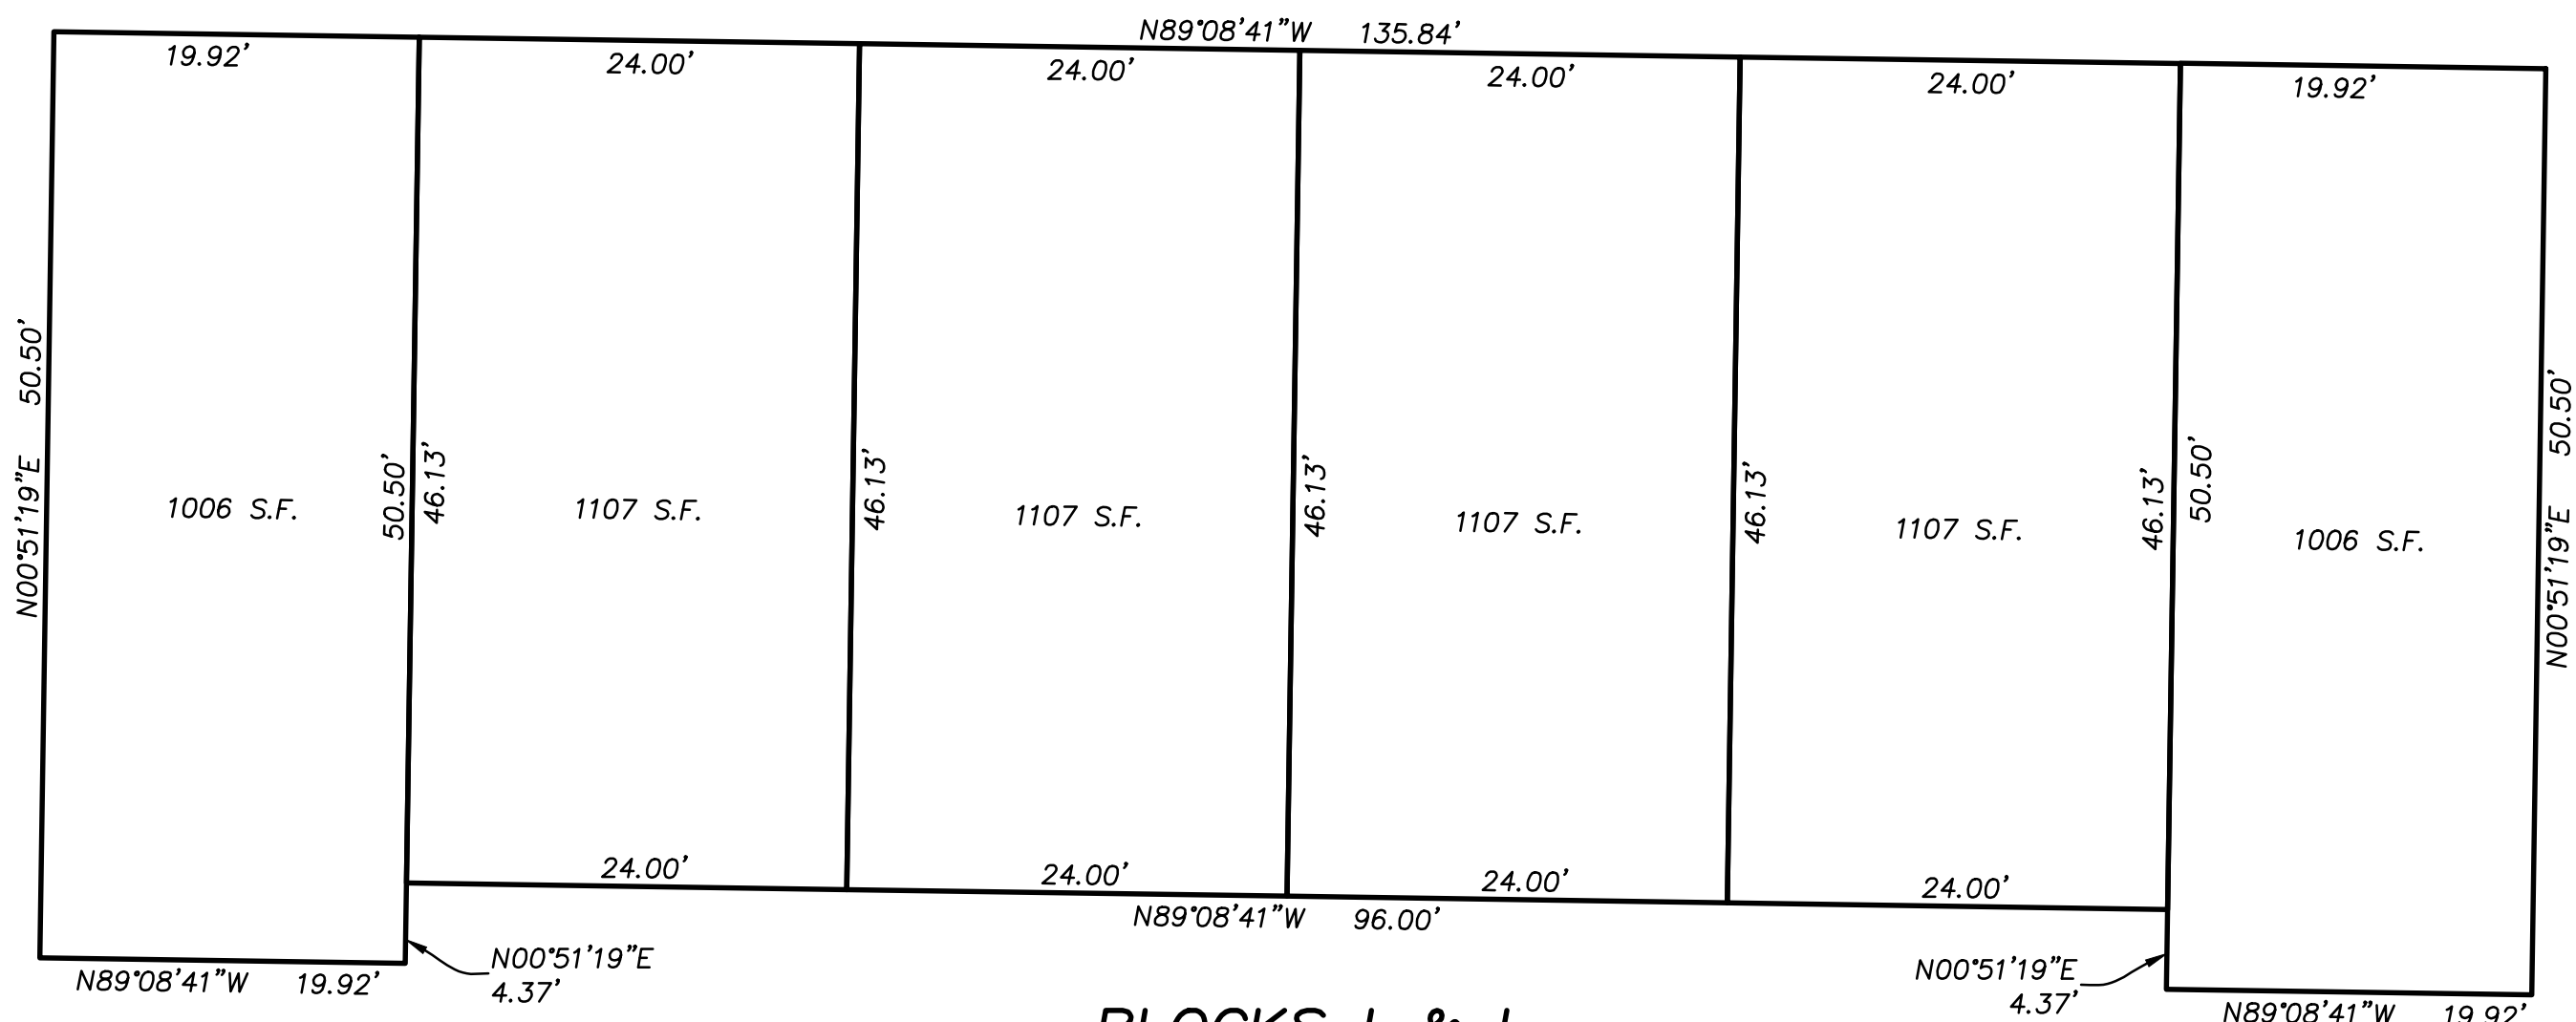 N89°08'41"W 135.84'
19.92'
24.00'
24.00'
24.00'
24.00'
19.92'
N00°51'19"E 50.50'
1006 S.F.
50.50'
46.13'
1107 S.F.
46.13'
1107 S.F.
46.13'
1107 S.F.
46.13'
1107 S.F.
46.13'
50.50'
1006 S.F.
N00°51'19"E 50.50'
24.00'
24.00'
24.00'
24.00'
N89°08'41"W 96.00'
N89°08'41"W 19.92'
N00°51'19"E
4.37'
N00°51'19"E
4.37'
N89°08'41"W 19.92'
BLOCKS &